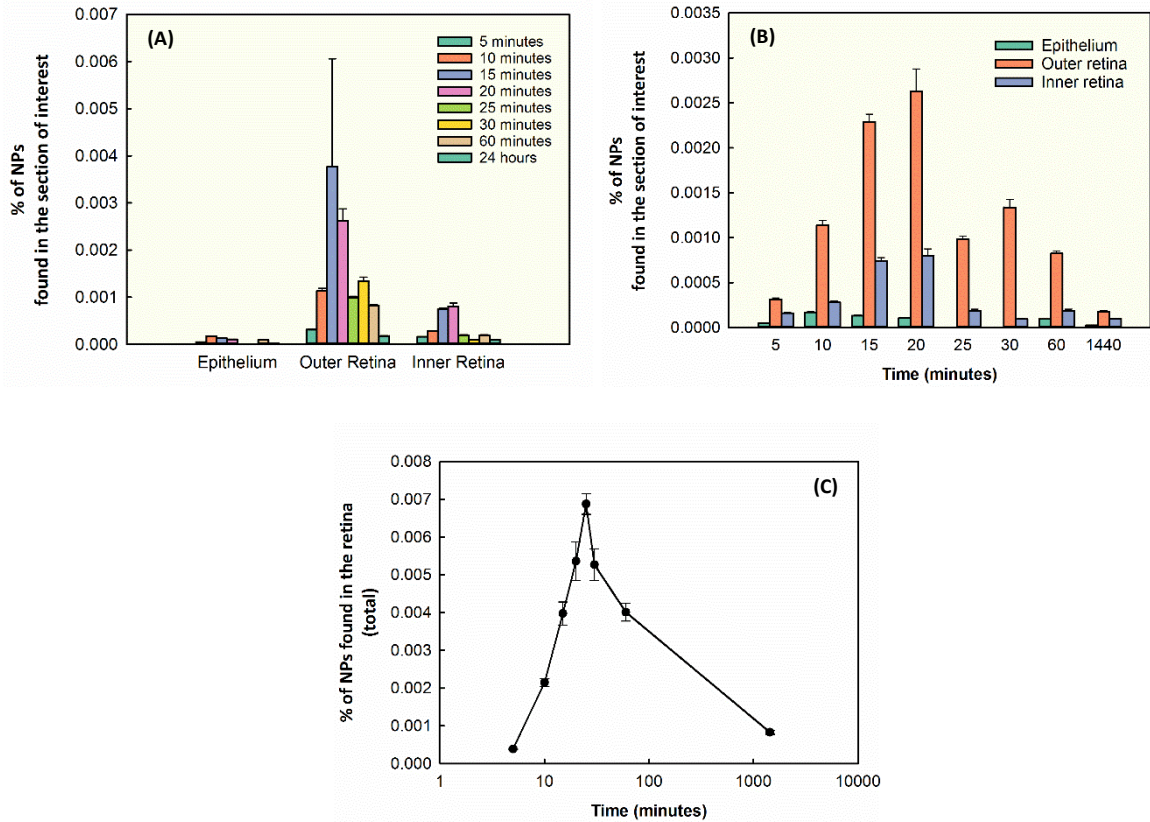 (A)
% of NPs
found in the section of interest
0.007
0.006
0.005
0.004
0.003
0.002
0.001
0.000
5 minutes
10 minutes
15 minutes
20 minutes
25 minutes
30 minutes
60 minutes
24 hours
Epithelium Outer Retina Inner Retina
(B)
% of NPs
found in the section of interest
0.0035
0.0030
0.0025
0.0020
0.0015
0.0010
0.0005
0.0000
Epithelium
Outer retina
Inner retina
5 10 15 20 25 30 60 1440
Time (minutes)
(C)
% of NPs found in the retina
(total)
0.008
0.007
0.006
0.005
0.004
0.003
0.002
0.001
0.000
1 10 100 1000 10000
Time (minutes)